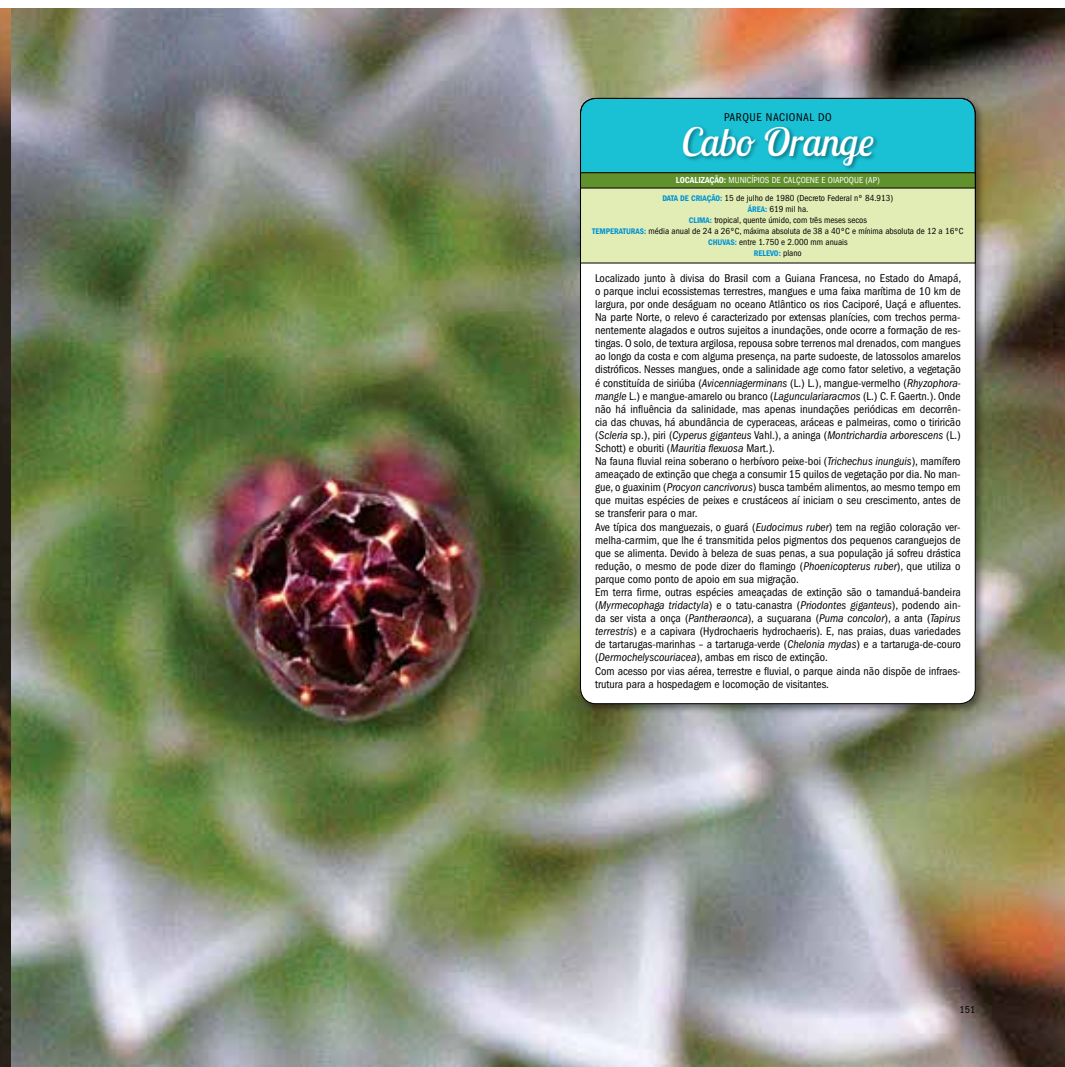 PARQUE NACIONAL DO
Cabo Orange
LOCALIZAÇÃO: MUNICÍPIOS DE CALÇOENE E OIAPOQUE (AP)
DATA DE CRIAÇÃO: 15 de julho de 1980 (Decreto Federal n° 84.913)
ÁREA: 619 mil ha.
CLIMA: tropical, quente úmido, com três meses secos
TEMPERATURAS: média anual de 24 a 26°C, máxima absoluta de 38 a 40°C e mínima absoluta de 12 a 16°C
CHUVAS: entre 1.750 e 2.000 mm anuais
RELEVO: plano
Localizado junto à divisa do Brasil com a Guiana Francesa, no Estado do Amapá,
o parque inclui ecossistemas terrestres, mangues e uma faixa marítima de 10 km de
largura, por onde deságuam no oceano Atlântico os rios Caciporé, Uaçá e afluentes.
Na parte Norte, o relevo é caracterizado por extensas planícies, com trechos perma-
nentemente alagados e outros sujeitos a inundações, onde ocorre a formação de res-
tingas. O solo, de textura argilosa, repousa sobre terrenos mal drenados, com mangues
ao longo da costa e com alguma presença, na parte sudoeste, de latossolos amarelos
distróficos. Nesses mangues, onde a salinidade age como fator seletivo, a vegetação
é constituída de siriúba (Avicenniagerminans (L.) L.), mangue-vermelho (Rhyzophora-
mangle L.) e mangue-amarelo ou branco (Lagunculariaracmos (L.) C. F. Gaertn.). Onde
não há influência da salinidade, mas apenas inundações periódicas em decorrên-
cia das chuvas, há abundância de cyperaceas, aráceas e palmeiras, como o tiriricão
(Scleria sp.), piri (Cyperus giganteus Vahl.), a aninga (Montrichardia arborescens (L.)
Schott) e oburiti (Mauritia flexuosa Mart.).
Na fauna fluvial reina soberano o herbívoro peixe-boi (Trichechus inunguis), mamífero
ameaçado de extinção que chega a consumir 15 quilos de vegetação por dia. No man-
gue, o guaxinim (Procyon cancrivorus) busca também alimentos, ao mesmo tempo em
que muitas espécies de peixes e crustáceos aí iniciam o seu crescimento, antes de
se transferir para o mar.
Ave típica dos manguezais, o guará (Eudocimus ruber) tem na região coloração ver-
melha-carmim, que lhe é transmitida pelos pigmentos dos pequenos caranguejos de
que se alimenta. Devido à beleza de suas penas, a sua população já sofreu drástica
redução, o mesmo de pode dizer do flamingo (Phoenicopterus ruber), que utiliza o
parque como ponto de apoio em sua migração.
Em terra firme, outras espécies ameaçadas de extinção são o tamanduá-bandeira
(Myrmecophaga tridactyla) e o tatu-canastra (Priodontes giganteus), podendo ain-
da ser vista a onça (Pantheraonca), a suçuarana (Puma concolor), a anta (Tapirus
terrestris) e a capivara (Hydrochaeris hydrochaeris). E, nas praias, duas variedades
de tartarugas-marinhas – a tartaruga-verde (Chelonia mydas) e a tartaruga-de-couro
(Dermochelyscouriacea), ambas em risco de extinção.
Com acesso por vias aérea, terrestre e fluvial, o parque ainda não dispõe de infraes-
trutura para a hospedagem e locomoção de visitantes.
151